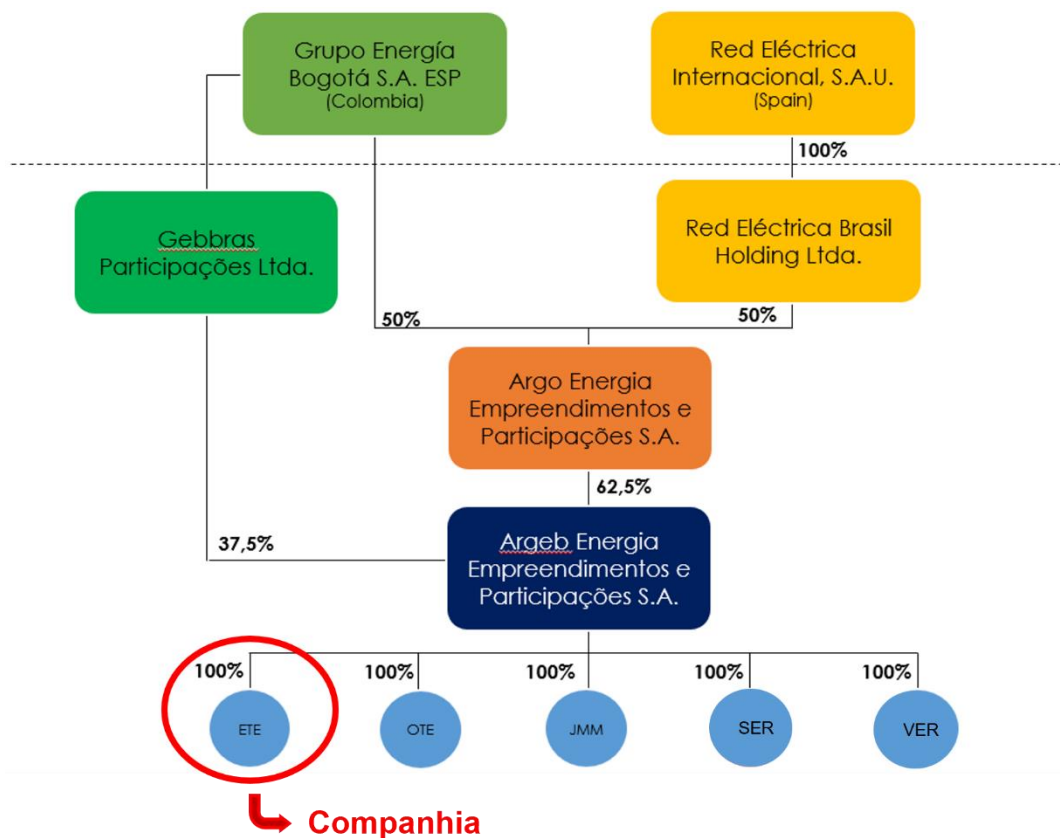 Grupo Energía
Bogotá S.A. ESP
(Colombia)
Red Eléctrica
Internacional, S.A.U.
(Spain)
100%
Gebbras
Participações Ltda.
Red Eléctrica Brasil
Holding Ltda.
50%
50%
Argo Energia
Empreendimentos e
Participações S.A.
62,5%
37,5%
Argeb Energia
Empreendimentos e
Participações S.A.
100%
100%
100%
100%
100%
ETE
OTE
JMM
SER
VER
Companhia